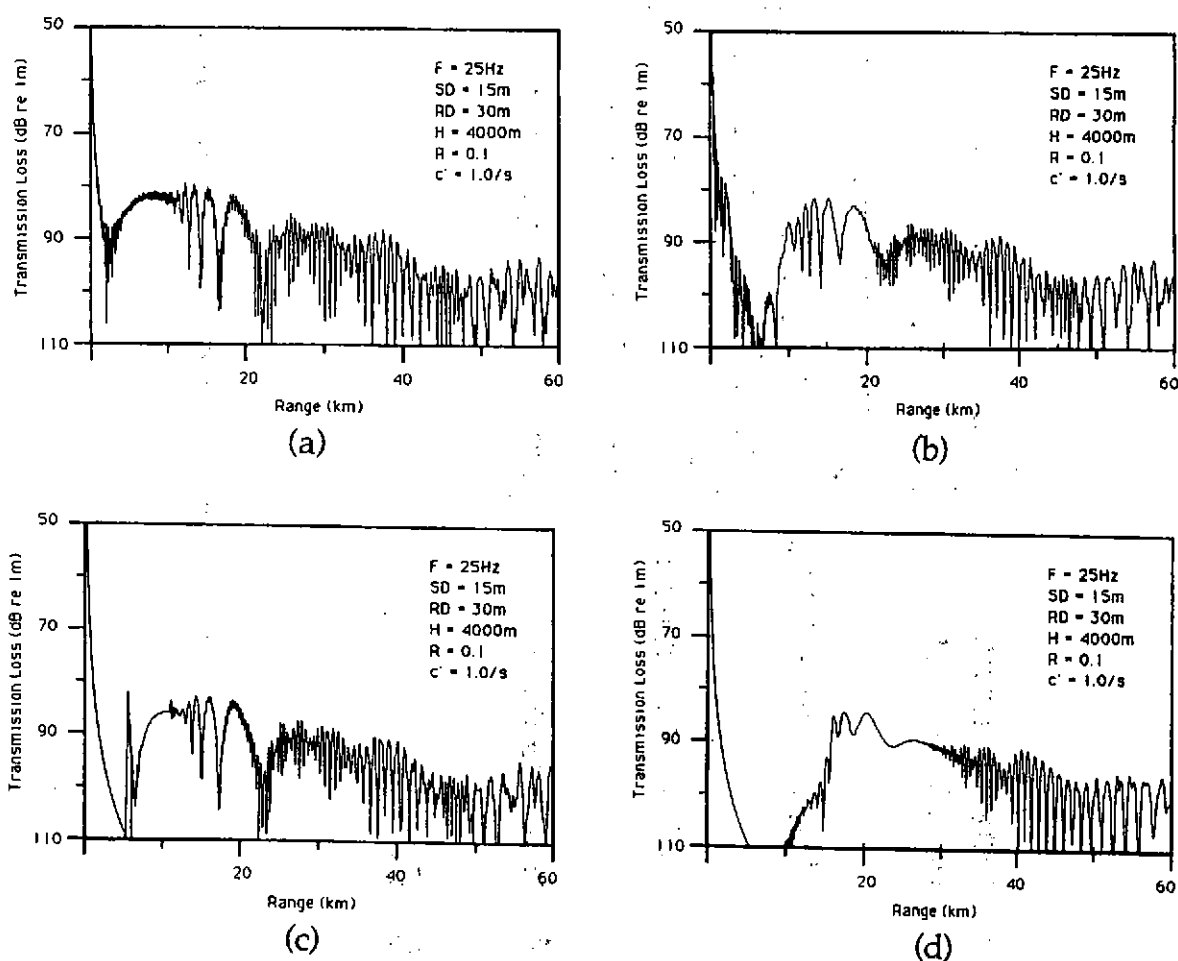 50
70
90
110
Transmission Loss (dB re 1m)
F = 25Hz
SD = 15m
RD = 30m
H = 4000m
R = 0.1
c' = 1.0/s
20
40
60
Range (km)
(a)
50
70
90
110
Transmission Loss (dB re 1m)
F = 25Hz
SD = 15m
RD = 30m
H = 4000m
R = 0.1
c' = 1.0/s
20
40
60
Range (km)
(b)
50
70
90
110
Transmission Loss (dB re 1m)
F = 25Hz
SD = 15m
RD = 30m
H = 4000m
R = 0.1
c' = 1.0/s
20
40
60
Range (km)
(c)
50
70
90
110
Transmission Loss (dB re 1m)
F = 25Hz
SD = 15m
RD = 30m
H = 4000m
R = 0.1
c' = 1.0/s
20
40
60
Range (km)
(d)